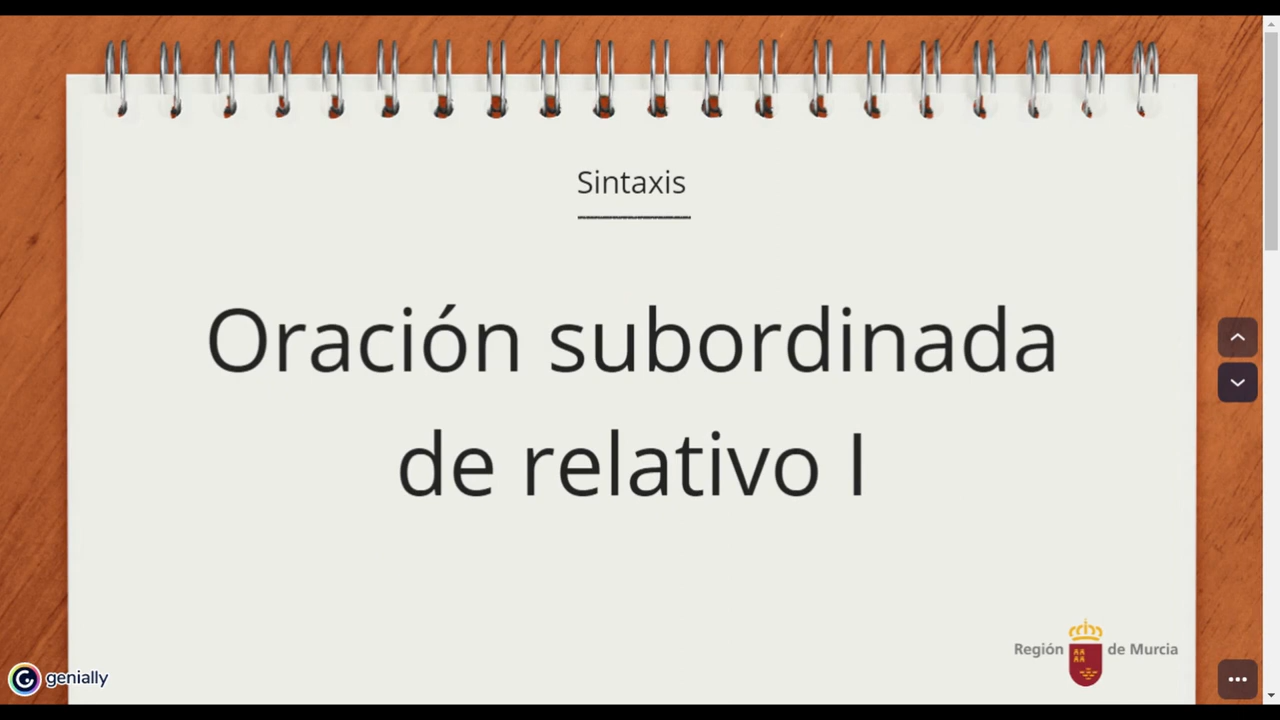 Sintaxis
Oración subordinada
de relativo I
Región de Murcia
genially